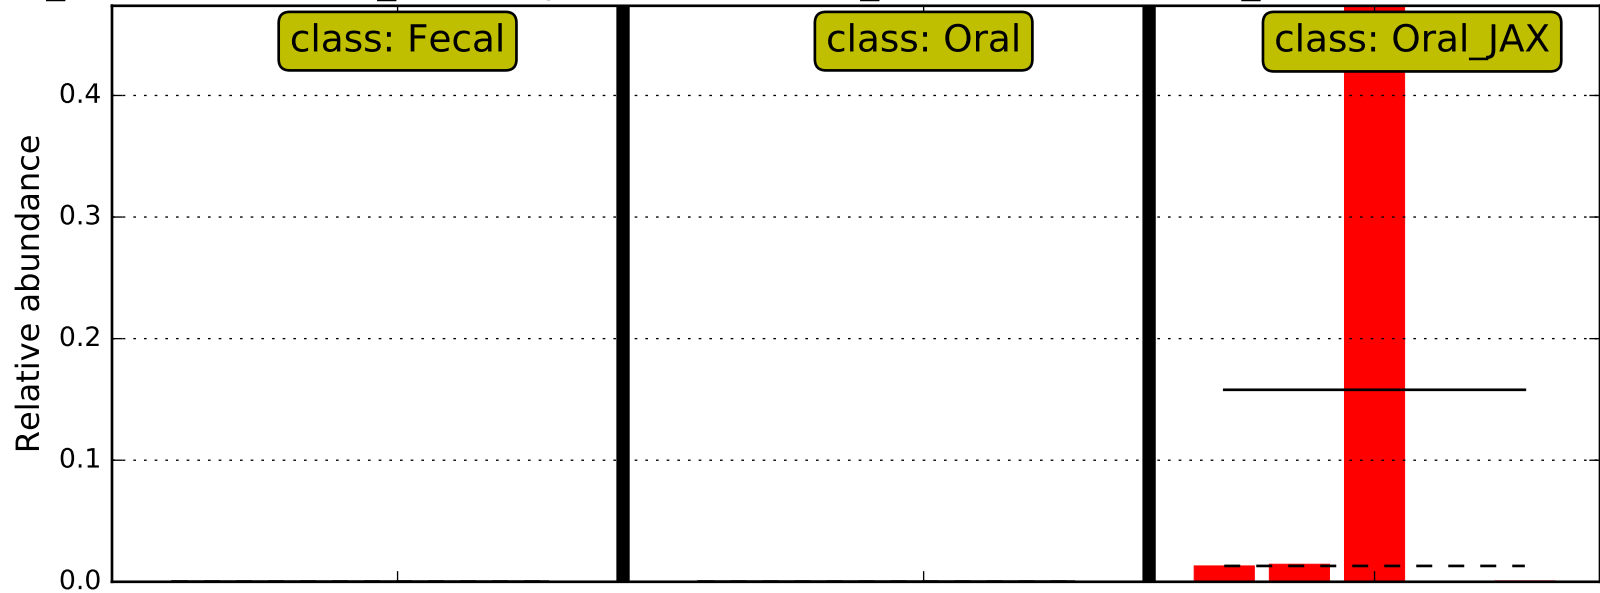 class: Fecal
class: Oral
class: Oral_JAX
Relative abundance
0.4
0.3
0.2
0.1
0.0